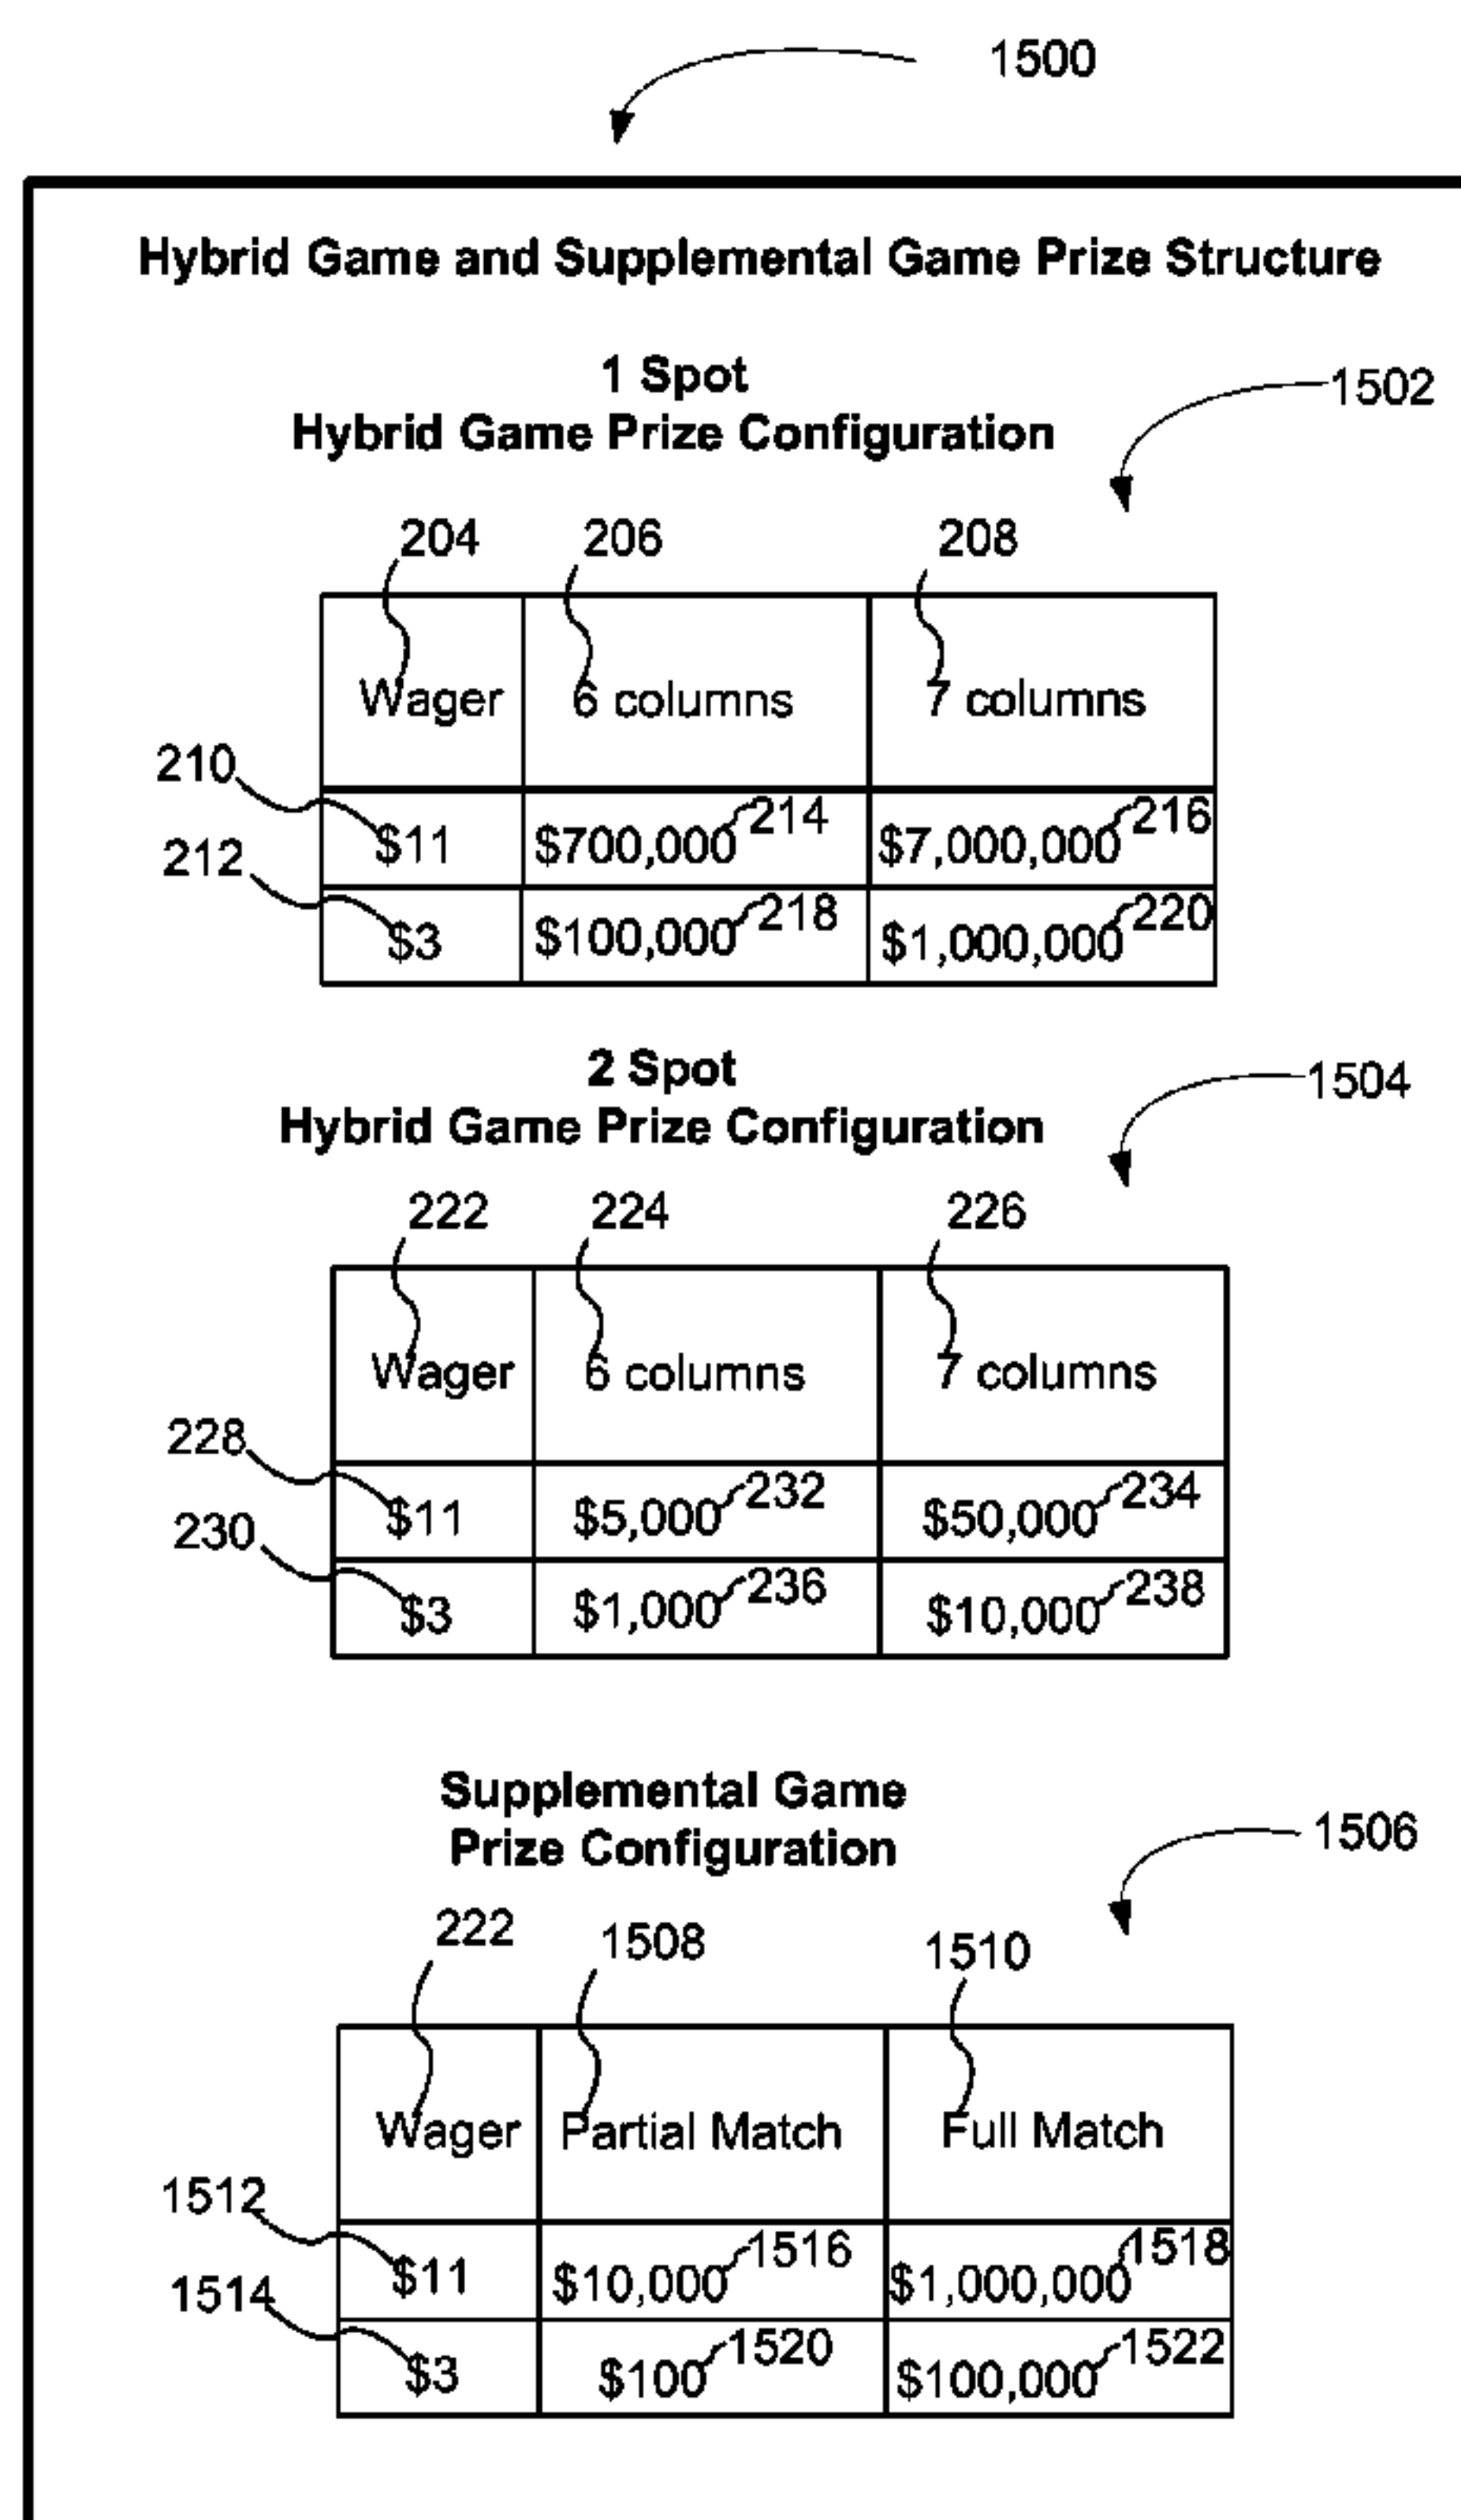 1500
Hybrid Game and Supplemental Game Prize Structure
1 Spot
Hybrid Game Prize Configuration
1502
204 206 208
Wager 6 columns 7 columns
210
$11 $700,000 214 $7,000,000 216
212
$3 $100,000 218 $1,000,000 220
2 Spot
Hybrid Game Prize Configuration
1504
222 224 226
Wager 6 columns 7 columns
228
$11 $5,000 232 $50,000 234
230
$3 $1,000 236 $10,000 238
Supplemental Game
Prize Configuration
1506
222 1508 1510
Wager Partial Match Full Match
1512
$11 $10,000 1516 $1,000,000 1518
1514
$3 $100 1520 $100,000 1522